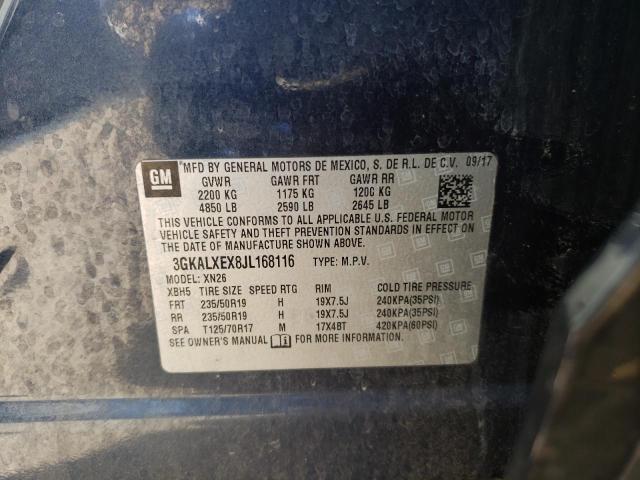 GM MFD BY GENERAL MOTORS DE MEXICO, S. DE R.L. DE C.V. 09/17
GVWR GAWR FRT GAWR RR
2200 KG 1175 KG 1200 KG
4850 LB 2590 LB 2645 LB
THIS VEHICLE CONFORMS TO ALL APPLICABLE U.S. FEDERAL MOTOR
VEHICLE SAFETY AND THEFT PREVENTION STANDARDS IN EFFECT ON
THE DATE OF MANUFACTURE SHOWN ABOVE.
3GKALXEX8JL168116 TYPE: M.P.V.
MODEL: XN26
XBH5 TIRE SIZE SPEED RTG RIM COLD TIRE PRESSURE
FRT 235/50R19 H 19X7.5J 240KPA(35PSI)
RR 235/50R19 H 19X7.5J 240KPA(35PSI)
SPA T125/70R17 M 17X4BT 420KPA(60PSI)
SEE OWNER'S MANUAL FOR MORE INFORMATION.